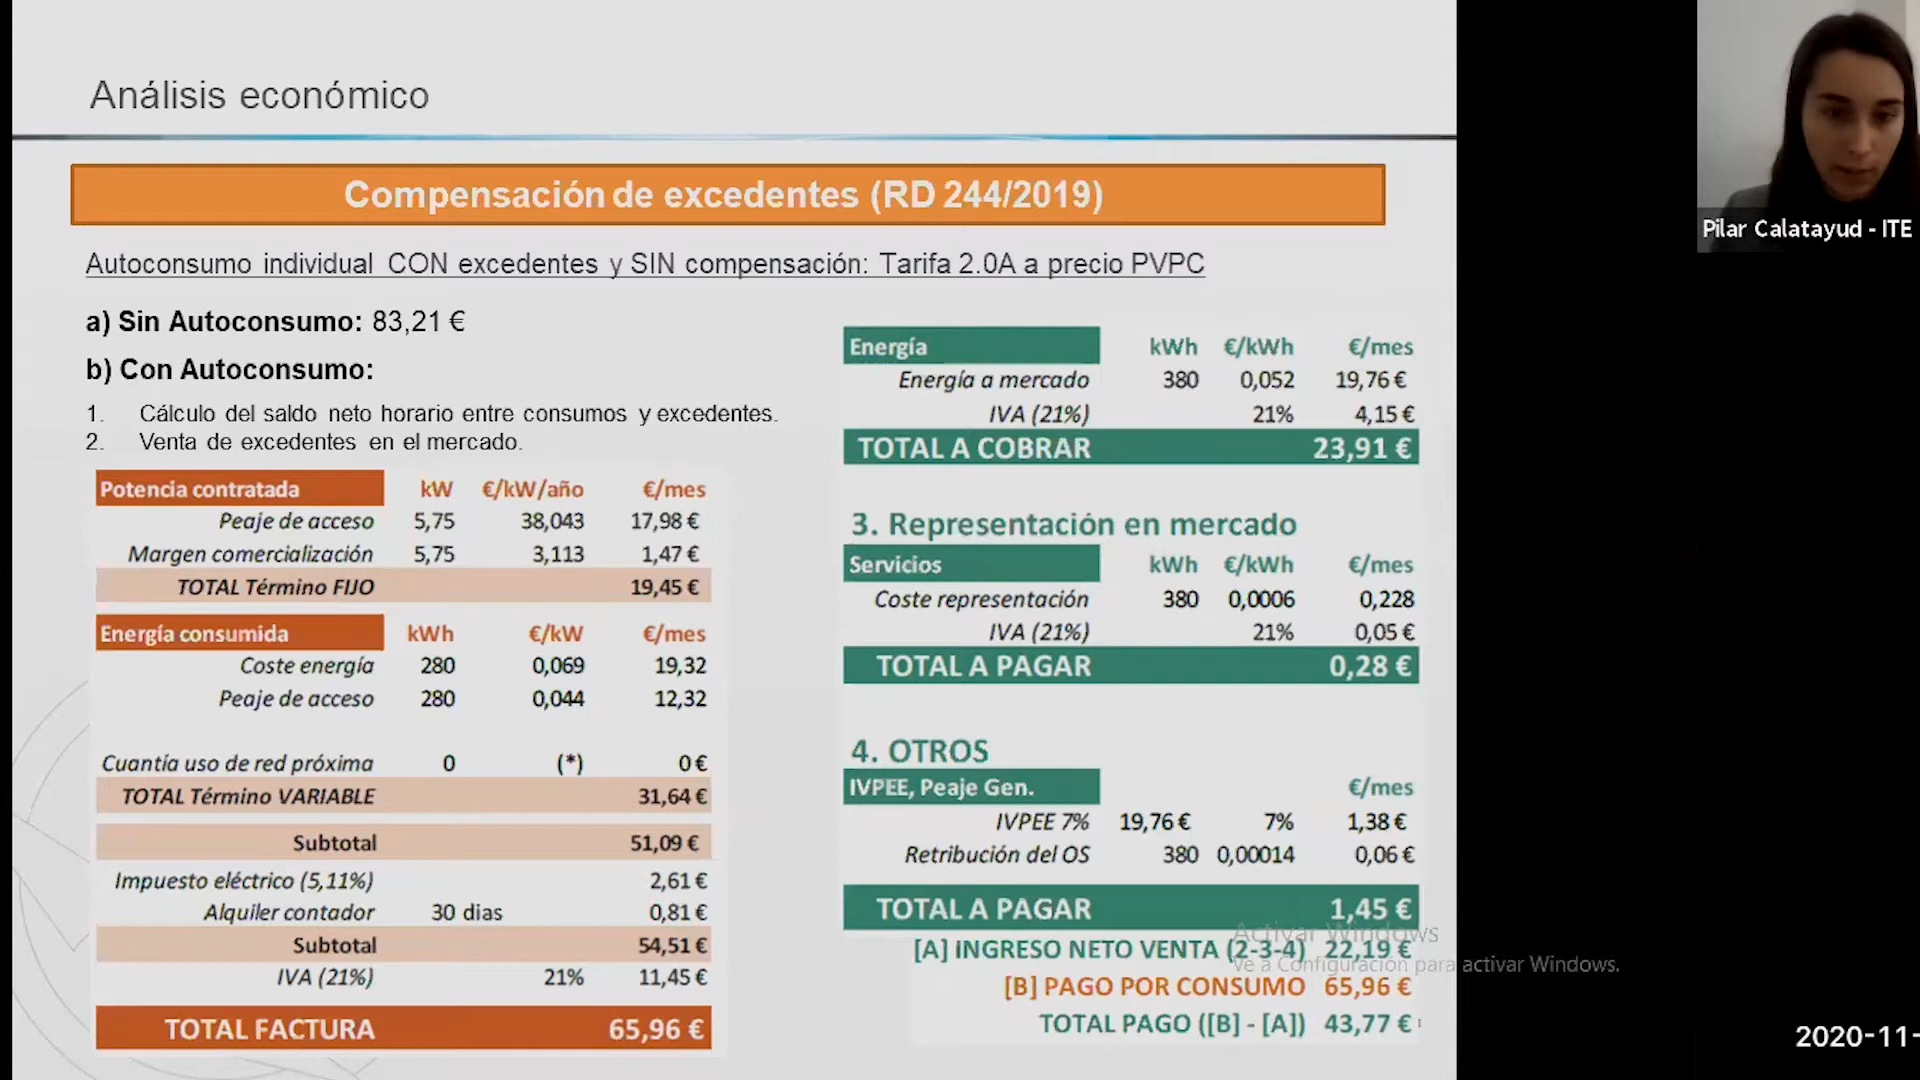 Análisis económico
Compensación de excedentes (RD 244/2019)
Autoconsumo individual CON excedentes y SIN compensación: Tarifa 2.0A a precio PVPC
a) Sin Autoconsumo: 83,21 €
b) Con Autoconsumo:
1. Cálculo del saldo neto horario entre consumos y excedentes.
2. Venta de excedentes en el mercado.
Potencia contratada kW €/kW/año €/mes
Peaje de acceso 5,75 38,043 17,98 €
Margen comercialización 5,75 3,113 1,47 €
TOTAL Término FIJO 19,45 €
Energía consumida kWh €/kW €/mes
Coste energía 280 0,069 19,32
Peaje de acceso 280 0,044 12,32
Cuantía uso de red próxima 0 (*) 0 €
TOTAL Término VARIABLE 31,64 €
Subtotal 51,09 €
Impuesto eléctrico (5,11%) 2,61 €
Alquiler contador 30 dias 0,81 €
Subtotal 54,51 €
IVA (21%) 21% 11,45 €
TOTAL FACTURA 65,96 €
Energía kWh €/kWh €/mes
Energía a mercado 380 0,052 19,76 €
IVA (21%) 21% 4,15 €
TOTAL A COBRAR 23,91 €
3. Representación en mercado
Servicios kWh €/kWh €/mes
Coste representación 380 0,0006 0,228
IVA (21%) 21% 0,05 €
TOTAL A PAGAR 0,28 €
4. OTROS
IVPEE, Peaje Gen. €/mes
IVPEE 7% 19,76 € 7% 1,38 €
Retribución del OS 380 0,00014 0,06 €
TOTAL A PAGAR 1,45 €
[A] INGRESO NETO VENTA (2-3-4) 22,19 €
[B] PAGO POR CONSUMO 65,96 €
TOTAL PAGO ([B] - [A]) 43,77 €
Activar Windows
Ve a Configuración para activar Windows.
Pilar Calatayud - ITE
2020-11-